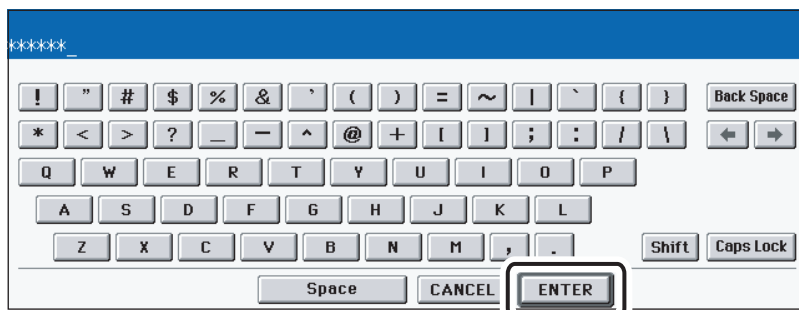 ******_
! " # $ % & ' ( ) = ~ | ` { } Back Space
* < > ? _ - ^ @ + [ ] ; : / \ ← →
Q W E R T Y U I O P
A S D F G H J K L
Z X C V B N M , . Shift Caps Lock
Space CANCEL ENTER